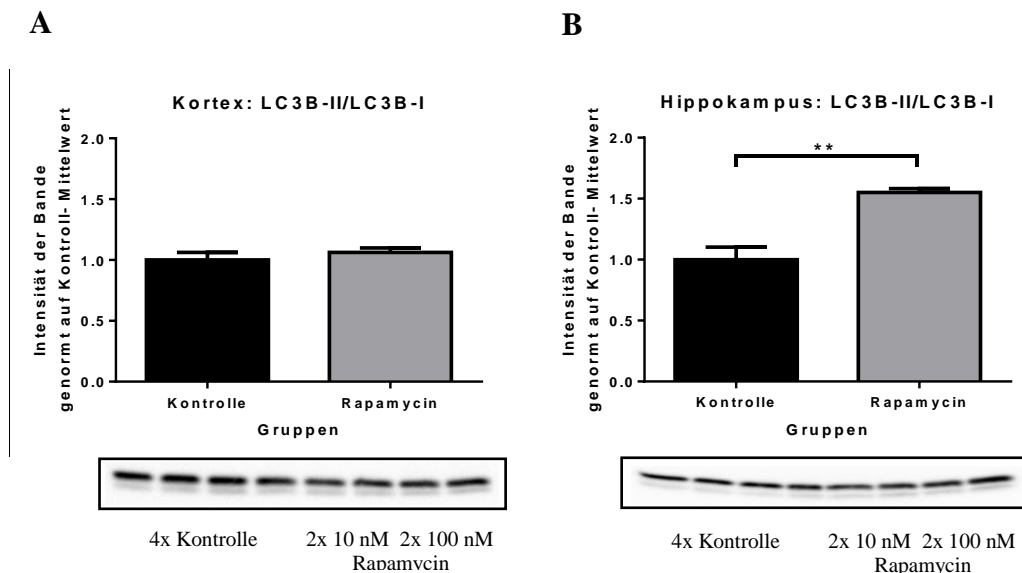 A
Kortex: LC3B-II/LC3B-I
Intensität der Bande
genormt auf Kontroll- Mittelwert
2.0
1.5
1.0
0.5
0.0
Kontrolle Rapamycin
Gruppen
4x Kontrolle 2x 10 nM 2x 100 nM
Rapamycin
B
Hippokampus: LC3B-II/LC3B-I
Intensität der Bande
genormt auf Kontroll- Mittelwert
2.0
1.5
1.0
0.5
0.0
**
Kontrolle Rapamycin
Gruppen
4x Kontrolle 2x 10 nM 2x 100 nM
Rapamycin